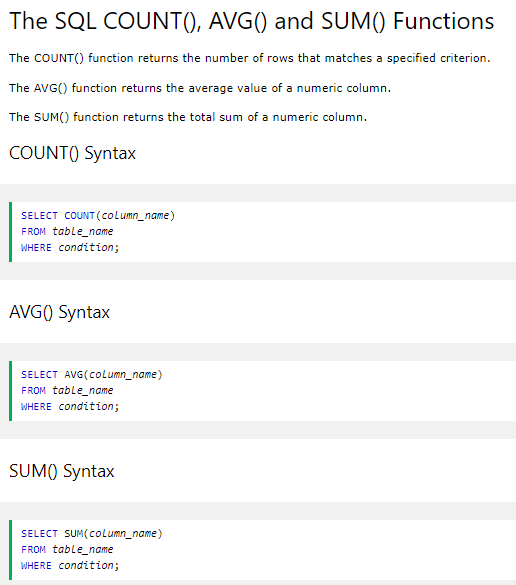 The SQL COUNT(), AVG() and SUM() Functions
The COUNT() function returns the number of rows that matches a specified criterion.
The AVG() function returns the average value of a numeric column.
The SUM() function returns the total sum of a numeric column.
COUNT() Syntax
SELECT COUNT(column_name)
FROM table_name
WHERE condition;
AVG() Syntax
SELECT AVG(column_name)
FROM table_name
WHERE condition;
SUM() Syntax
SELECT SUM(column_name)
FROM table_name
WHERE condition;